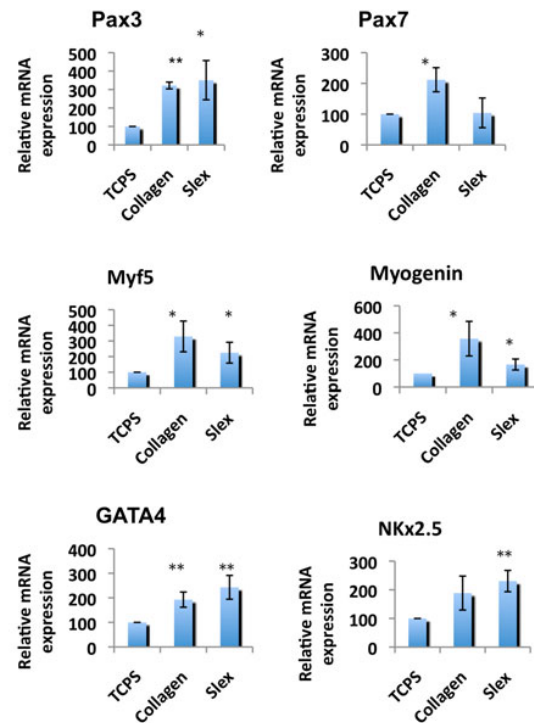 Pax3
Relative mRNA
expression
500
400
300
200
100
0
**
*
TCPS
Collagen
Slex
Pax7
Relative mRNA
expression
300
200
100
0
*
TCPS
Collagen
Slex
Myf5
Relative mRNA
expression
500
400
300
200
100
0
*
*
TCPS
Collagen
Slex
Myogenin
Relative mRNA
expression
600
400
200
0
*
*
TCPS
Collagen
Slex
GATA4
Relative mRNA
expression
400
300
200
100
0
**
**
TCPS
Collagen
Slex
NKx2.5
Relative mRNA
expression
300
200
100
0
**
TCPS
Collagen
Slex